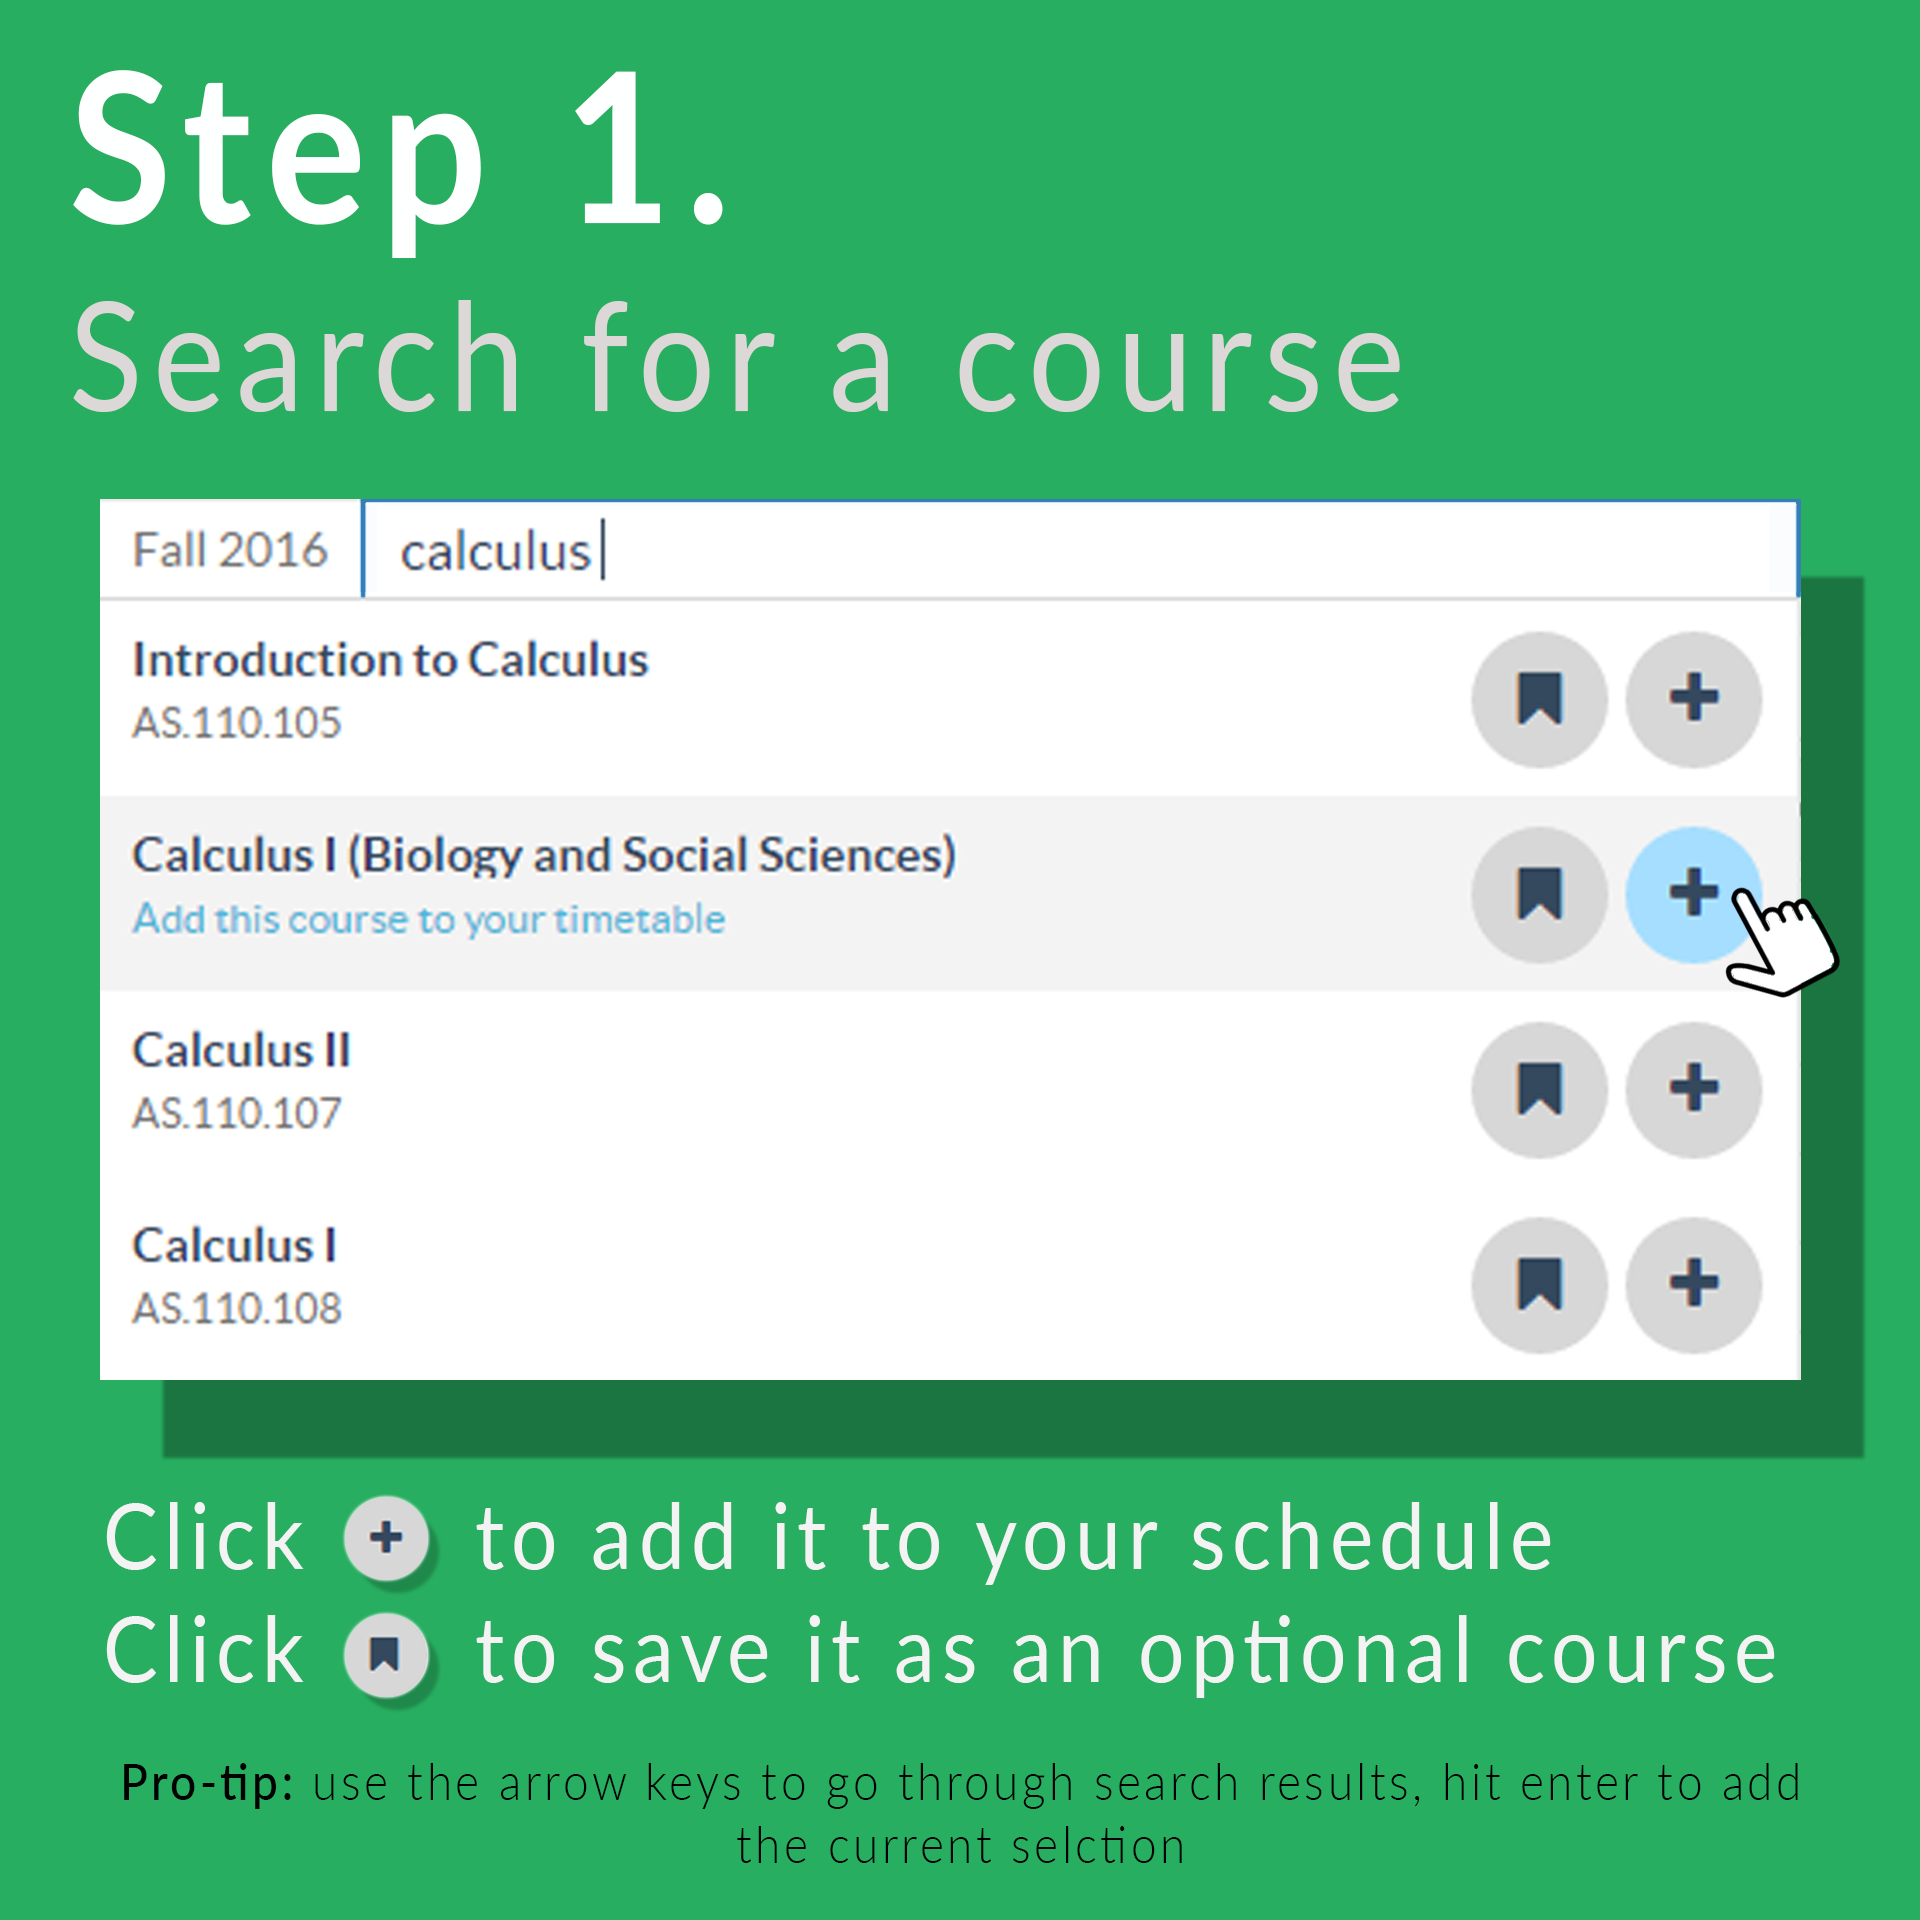 Step 1.
Search for a course
Fall 2016 calculus
Introduction to Calculus
AS.110.105
Calculus I (Biology and Social Sciences)
Add this course to your timetable
Calculus II
AS.110.107
Calculus I
AS.110.108
Click to add it to your schedule
Click to save it as an optional course
Pro-tip: use the arrow keys to go through search results, hit enter to add
the current selction